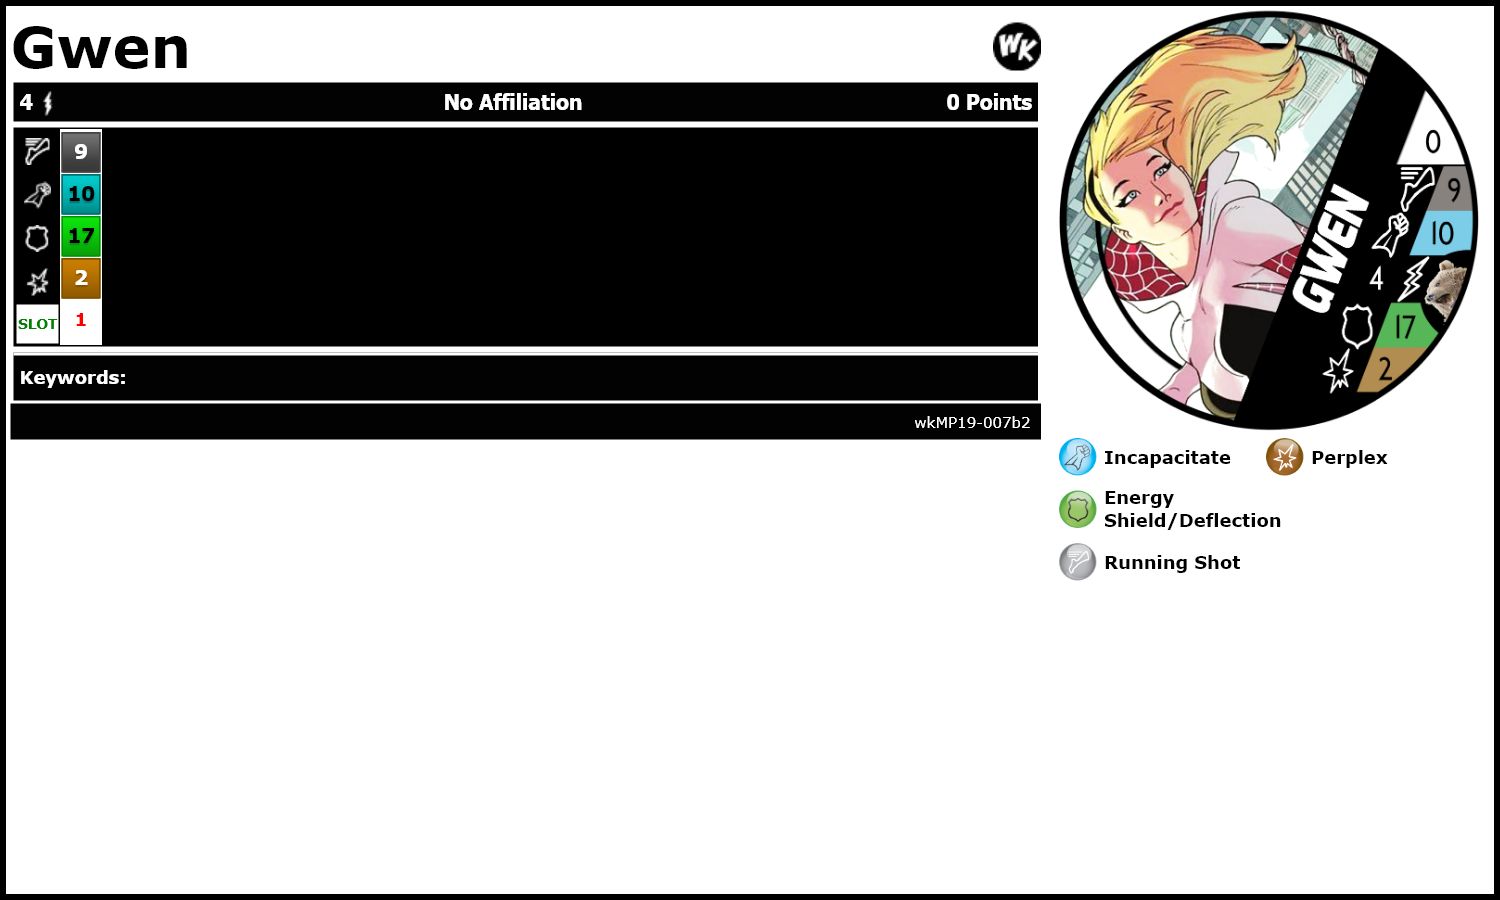 Gwen
WK
4 No Affiliation 0 Points
9
10
17
2
SLOT 1
Keywords:
wkMP19-007b2
GWEN
0
9
10
4
17
2
Incapacitate Perplex
Energy
Shield/Deflection
Running Shot